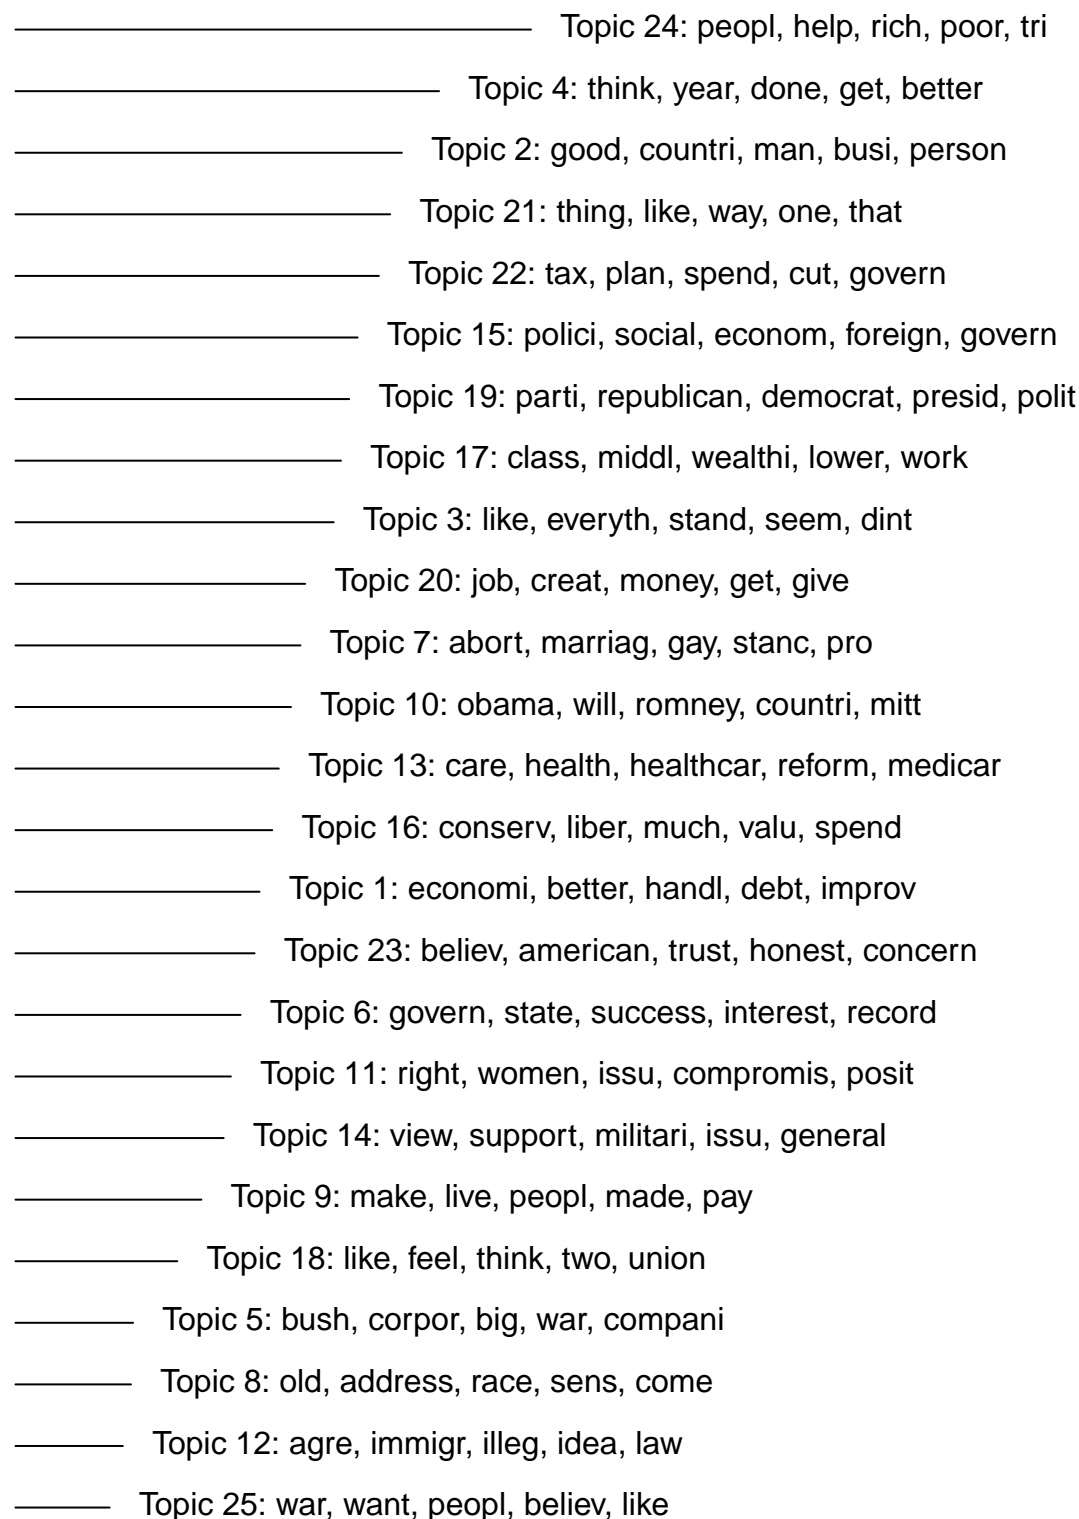 Topic 24: peopl, help, rich, poor, tri
Topic 4: think, year, done, get, better
Topic 2: good, countri, man, busi, person
Topic 21: thing, like, way, one, that
Topic 22: tax, plan, spend, cut, govern
Topic 15: polici, social, econom, foreign, govern
Topic 19: parti, republican, democrat, presid, polit
Topic 17: class, middl, wealthi, lower, work
Topic 3: like, everyth, stand, seem, dint
Topic 20: job, creat, money, get, give
Topic 7: abort, marriag, gay, stanc, pro
Topic 10: obama, will, romney, countri, mitt
Topic 13: care, health, healthcar, reform, medicar
Topic 16: conserv, liber, much, valu, spend
Topic 1: economi, better, handl, debt, improv
Topic 23: believ, american, trust, honest, concern
Topic 6: govern, state, success, interest, record
Topic 11: right, women, issu, compromis, posit
Topic 14: view, support, militari, issu, general
Topic 9: make, live, peopl, made, pay
Topic 18: like, feel, think, two, union
Topic 5: bush, corpor, big, war, compani
Topic 8: old, address, race, sens, come
Topic 12: agre, immigr, illeg, idea, law
Topic 25: war, want, peopl, believ, like